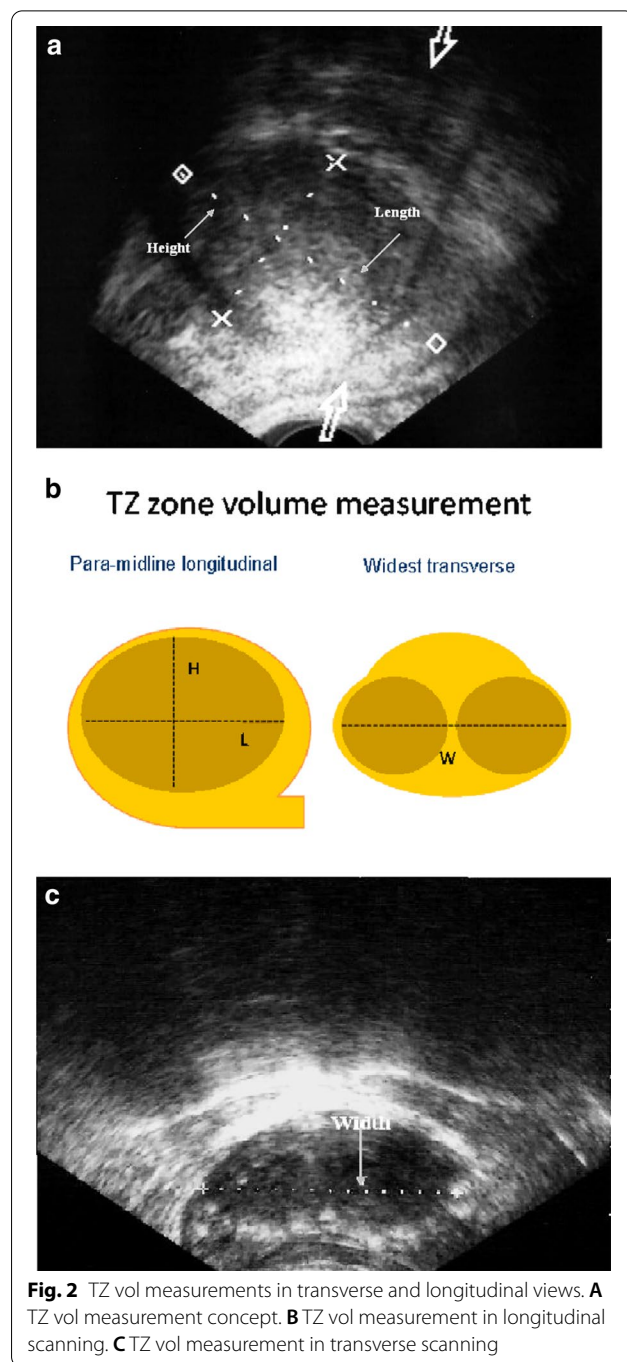 a
Length
Height
b
TZ zone volume measurement
Para-midline longitudinal
Widest transverse
H
L
W
c
Width
Fig. 2 TZ vol measurements in transverse and longitudinal views. A
TZ vol measurement concept. B TZ vol measurement in longitudinal
scanning. C TZ vol measurement in transverse scanning